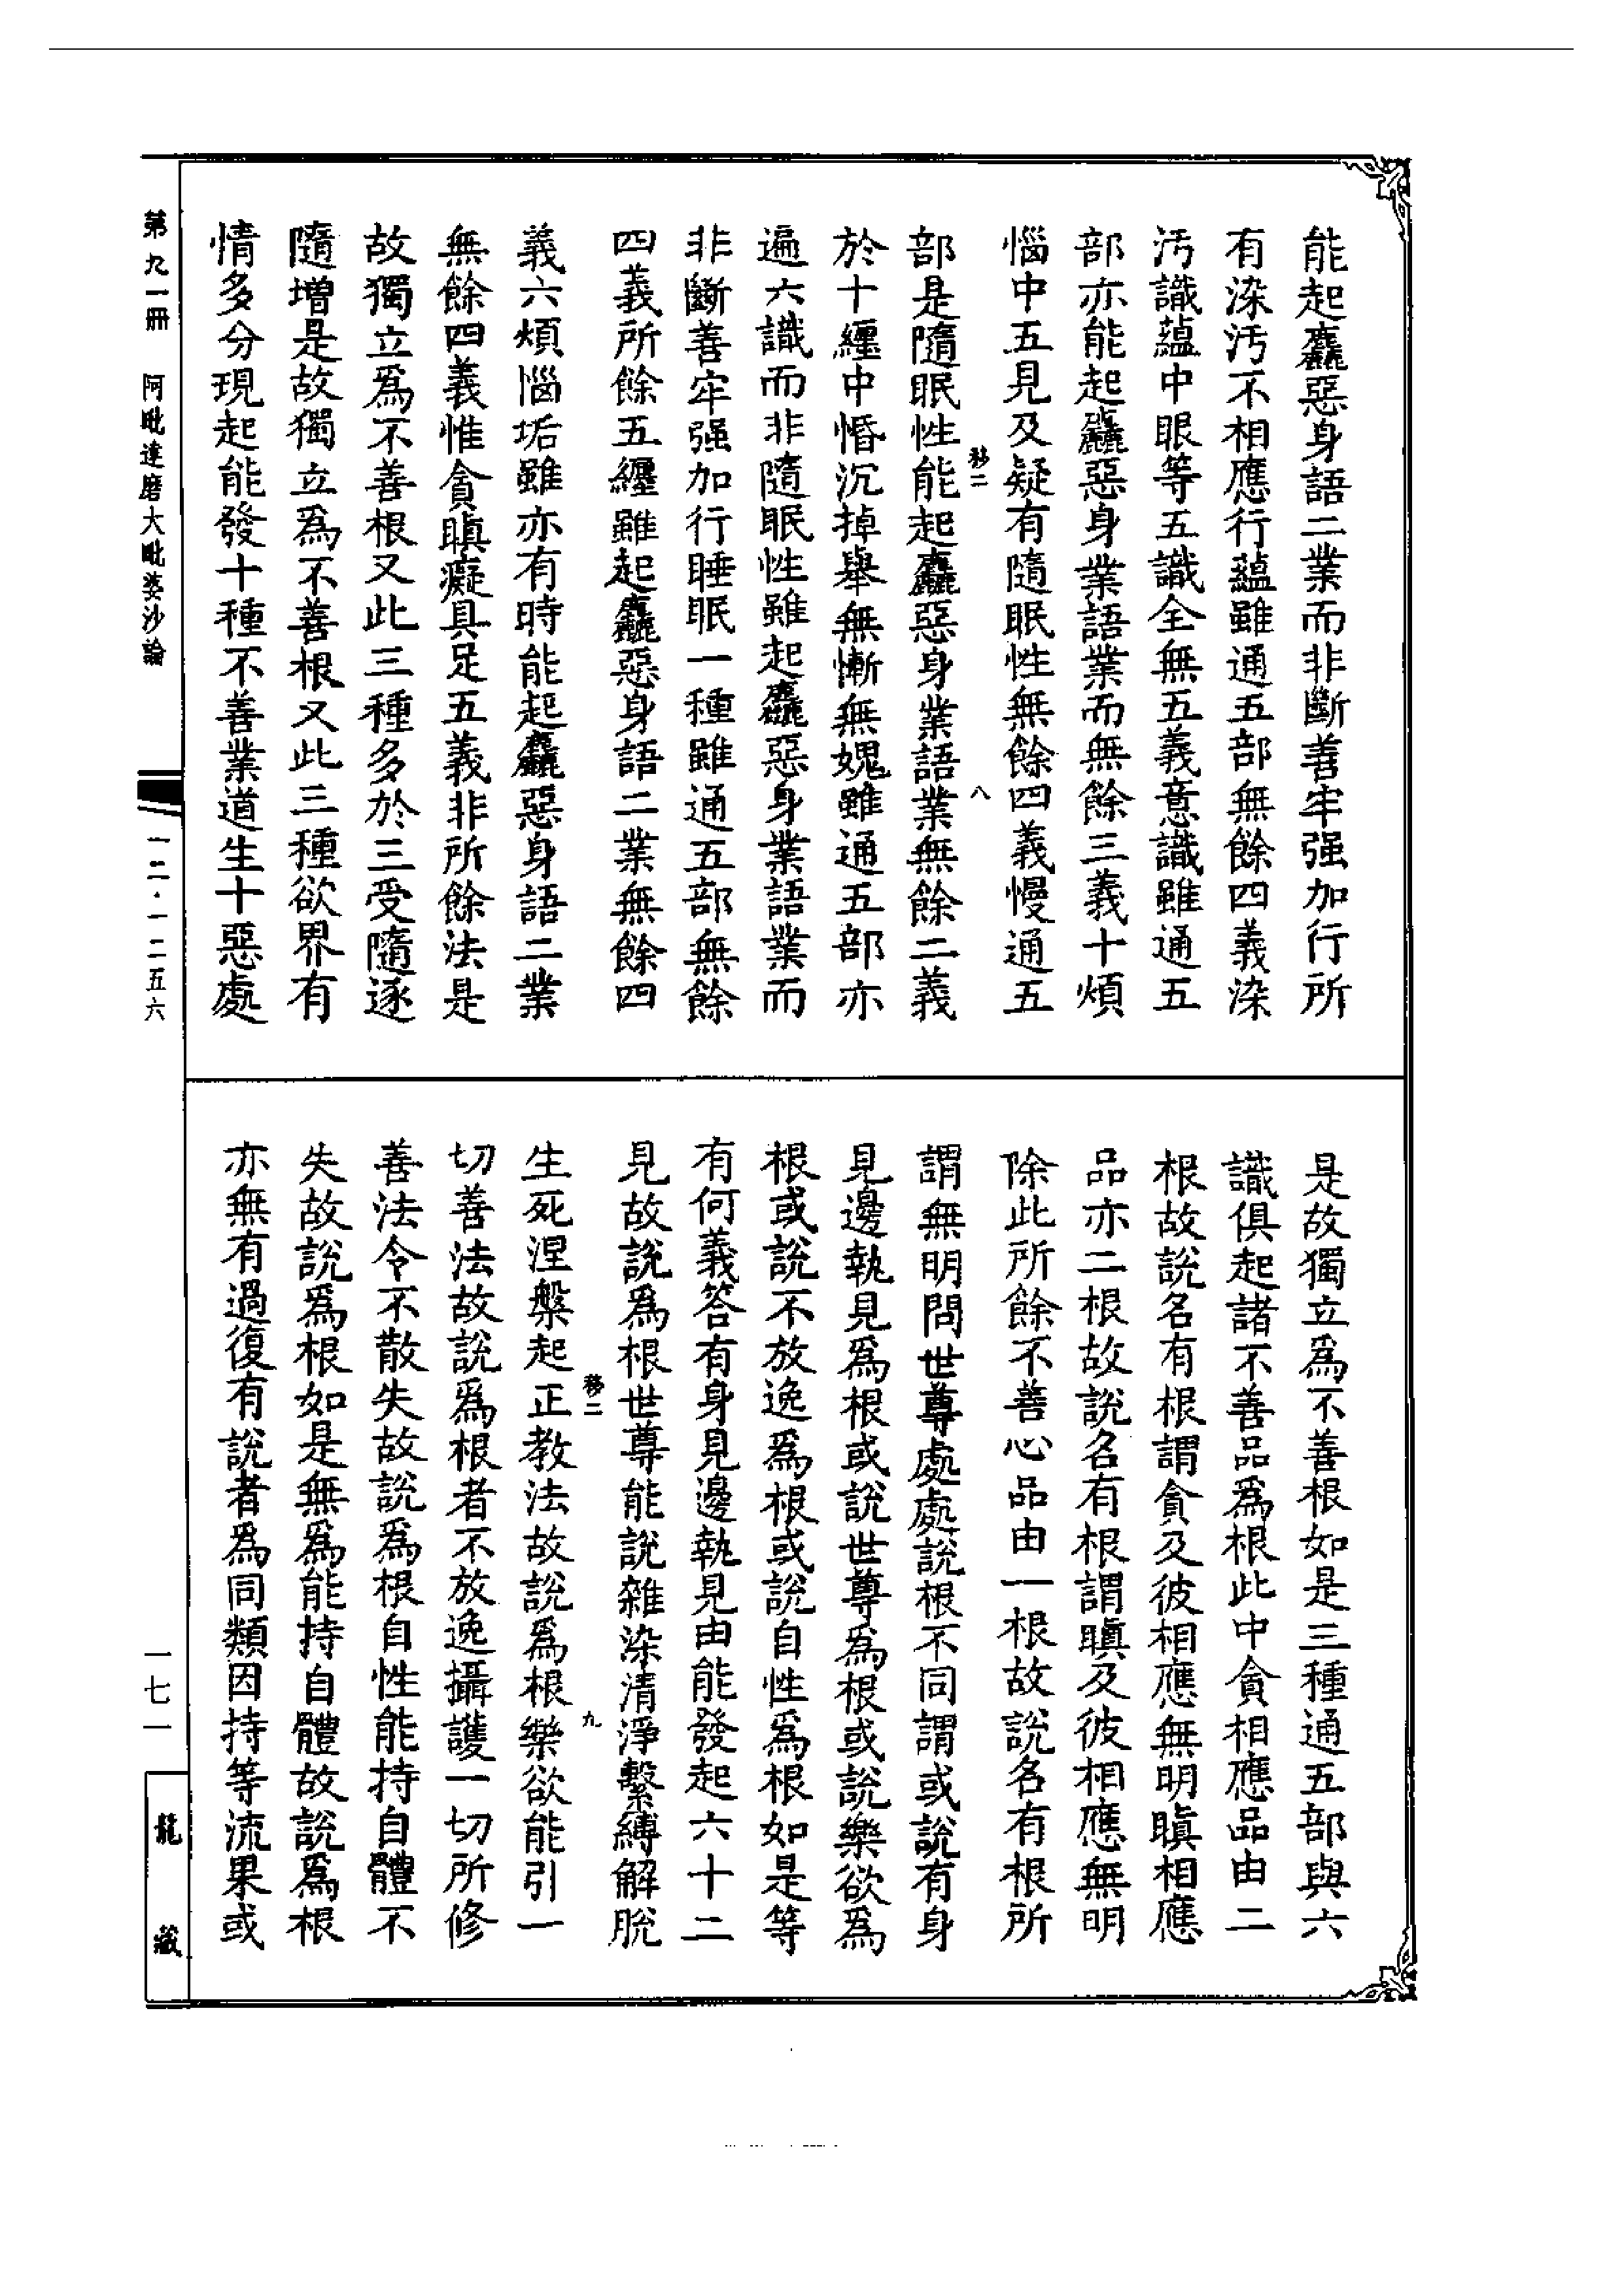 能起麤惡身語二業而非斷善牢强加行所
有染污不相應行蘊雖通五部無餘四義染
污識蘊中眼等五識全無五義意識雖通五
部亦能起麤惡身業語業而無餘三義十煩
惱中五見及疑有隨眠性無餘四義慢通五
移二 八
部是隨眠性能起麤惡身業語業無餘二義
於十纏中惛沉掉舉無慚無媿雖通五部亦
遍六識而非隨眠性雖起麤惡身業語業而
非斷善牢强加行睡眠一種雖通五部無餘
四義所餘五纒雖起麤惡身語二業無餘四
義六煩惱垢雖亦有時能起麤惡身語二業
無餘四義惟貪瞋癡具足五義非所餘法是
故獨立爲不善根又此三種多於三受隨逐
隨增是故獨立爲不善根又此三種欲界有
情多分現起能發十種不善業道生十惡處
是故獨立爲不善根如是三種通五部與六
識俱起諸不善品爲根此中貪相應品由二
根故説名有根謂貪及彼相應無明瞋相應
品亦二根故説名有根謂瞋及彼相應無明
除此所餘不善心品由一根故説名有根所
謂無明問世尊處處説根不同謂或說有身
見邊執見爲根或説世尊爲根或説樂欲爲
根或説不放逸爲根或説自性爲根如是等
有何義答有身見邊執見由能發起六十二
見故説爲根世尊能説雜染清淨繫縛解脫
移二 九
生死涅槃起正教法故説爲根樂欲能引一
切善法故説爲根者不放逸攝護一切所修
善法令不散失故説爲根自性能持自體不
失故説爲根如是無爲能持自體故説爲根
亦無有過復有説者爲同類因持等流果或
第九一冊 阿毗達磨大毗婆沙論
一二·一二五六
一七一
龍藏